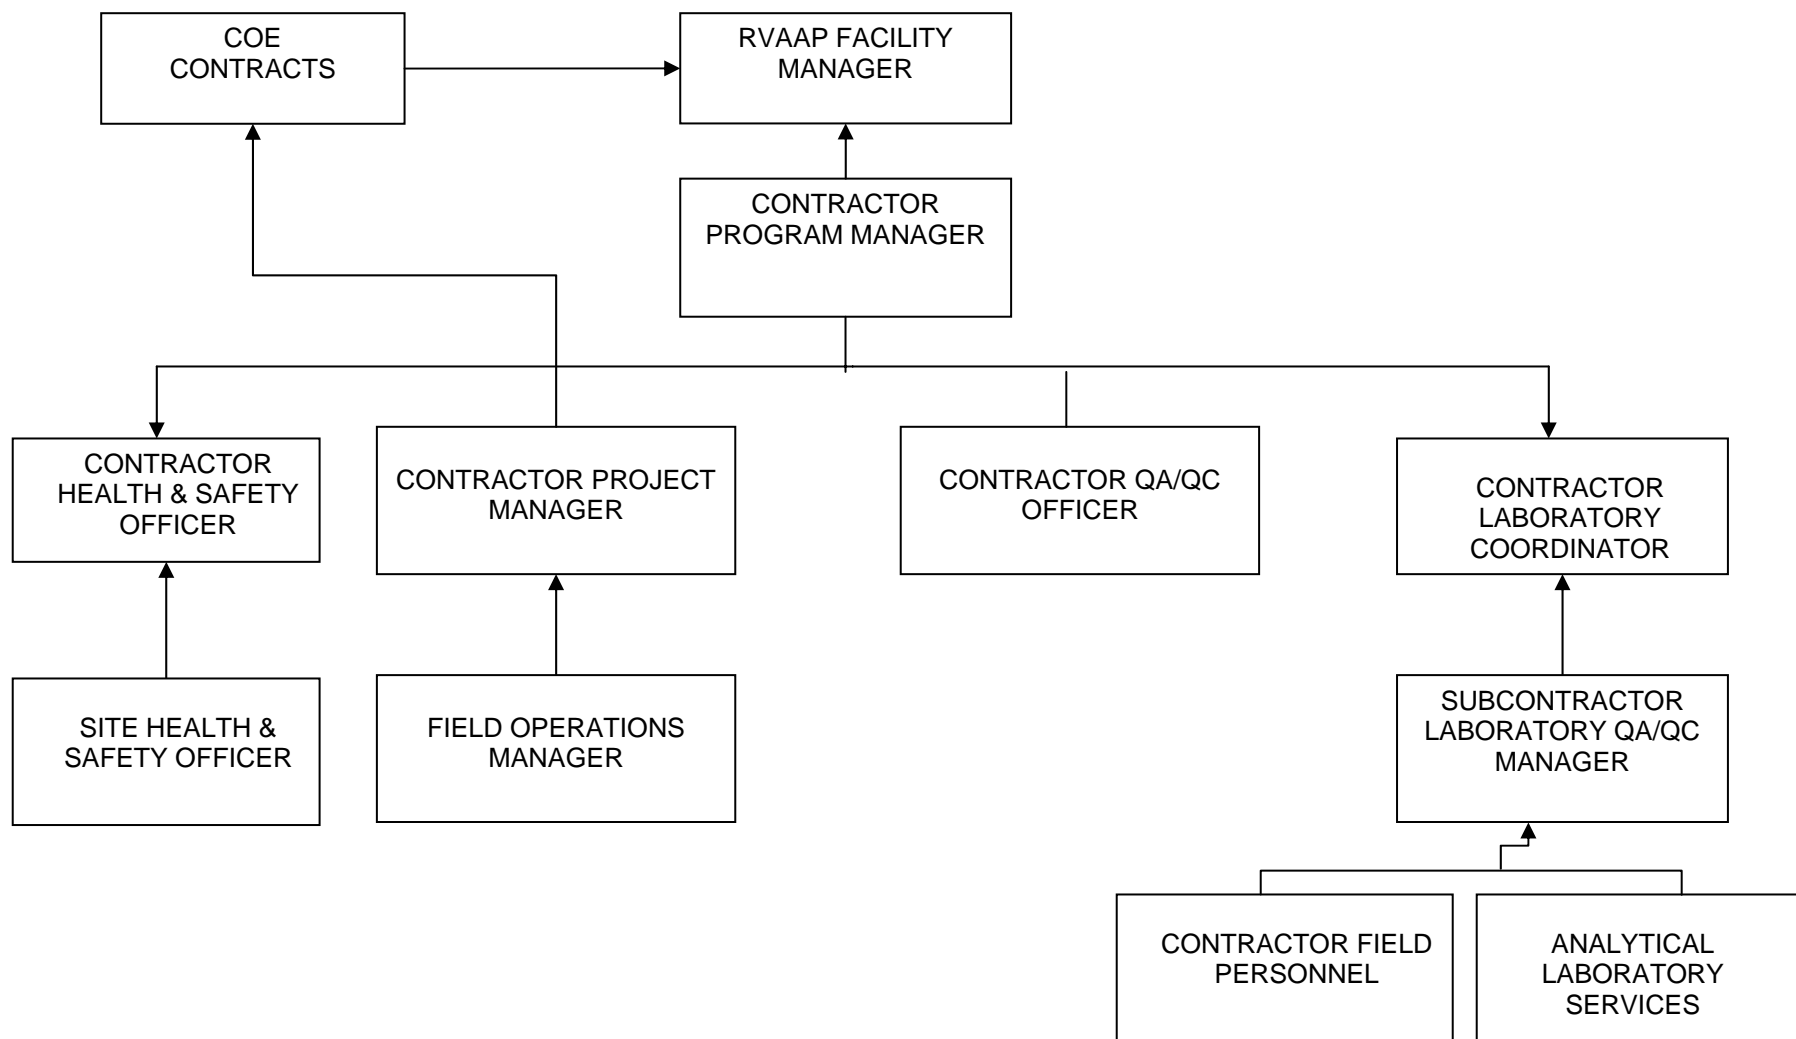 COE
CONTRACTS
RVAAP FACILITY
MANAGER
CONTRACTOR
PROGRAM MANAGER
CONTRACTOR
HEALTH & SAFETY
OFFICER
CONTRACTOR PROJECT
MANAGER
CONTRACTOR QA/QC
OFFICER
CONTRACTOR
LABORATORY
COORDINATOR
SITE HEALTH &
SAFETY OFFICER
FIELD OPERATIONS
MANAGER
SUBCONTRACTOR
LABORATORY QA/QC
MANAGER
CONTRACTOR FIELD
PERSONNEL
ANALYTICAL
LABORATORY
SERVICES